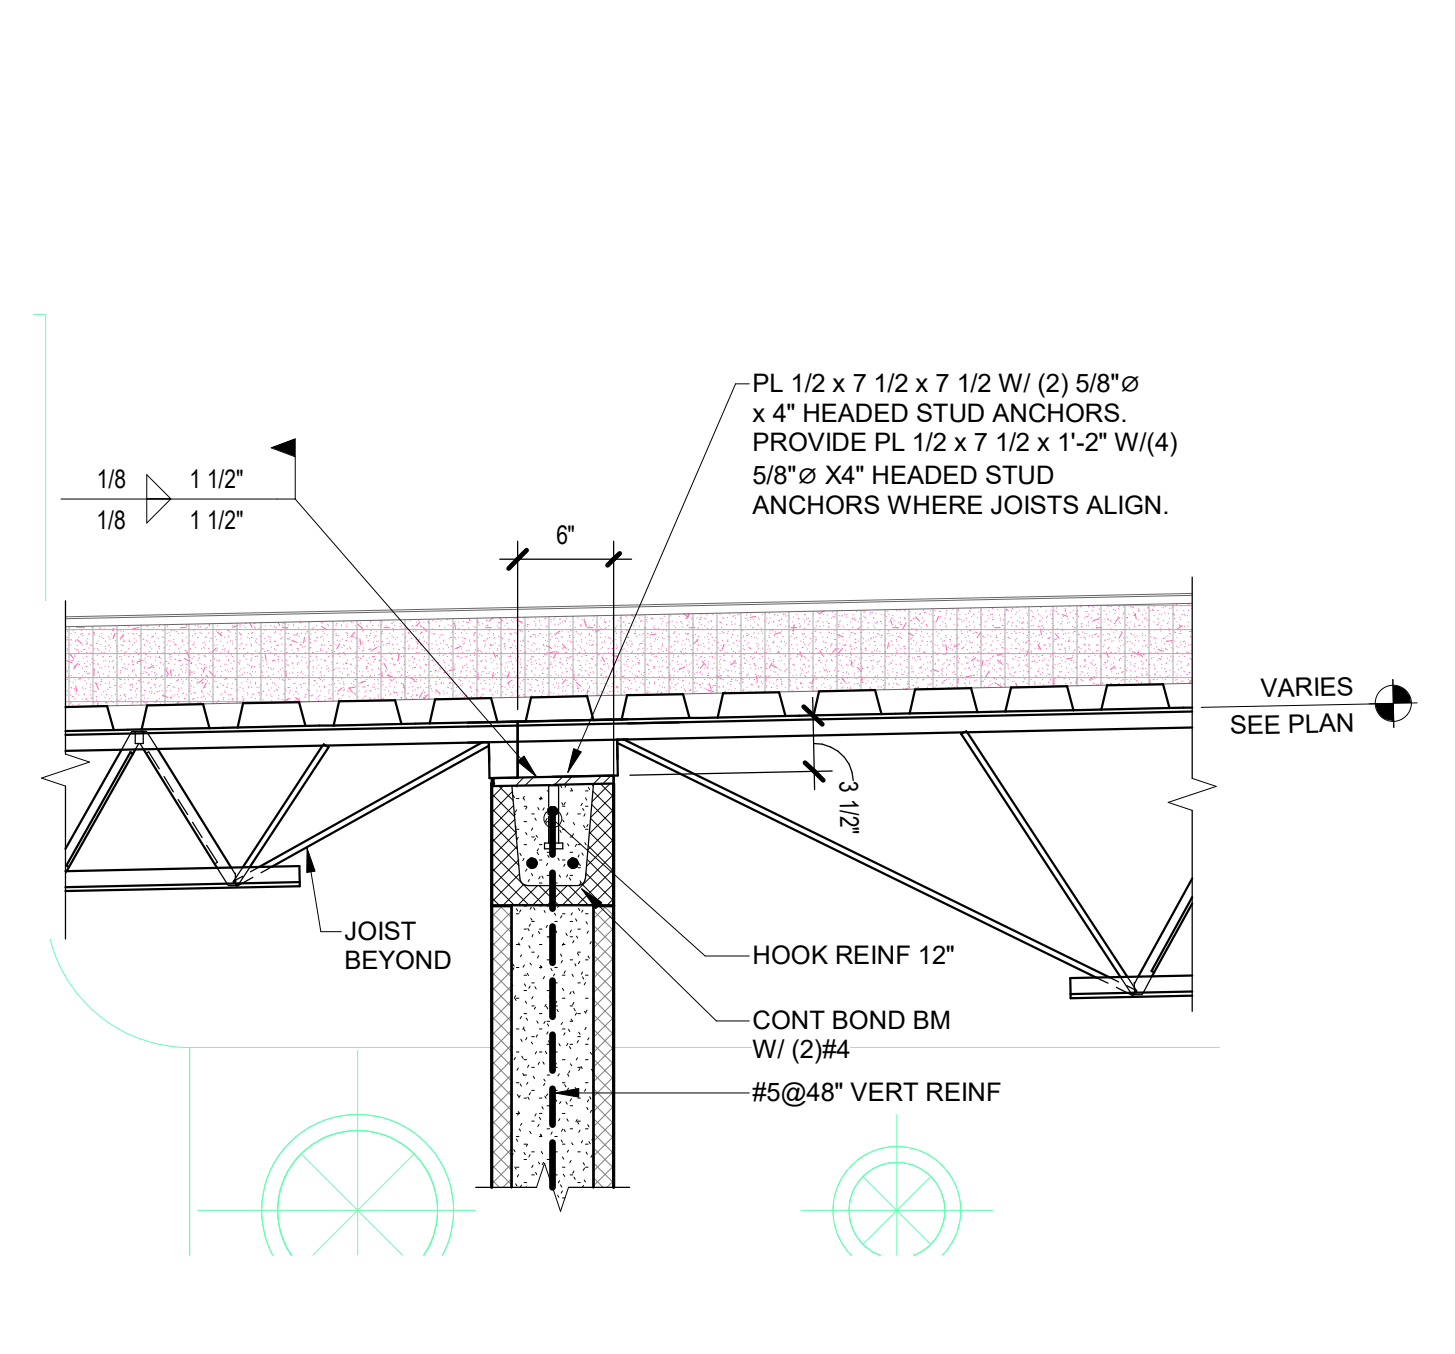 PL 1/2 x 7 1/2 x 7 1/2 W/ (2) 5/8"Ø
x 4" HEADED STUD ANCHORS.
PROVIDE PL 1/2 x 7 1/2 x 1'-2" W/(4)
5/8"Ø X4" HEADED STUD
ANCHORS WHERE JOISTS ALIGN.
1/8 1 1/2"
1/8 1 1/2"
6"
VARIES
SEE PLAN
3 1/2"
JOIST
BEYOND
HOOK REINF 12"
CONT BOND BM
W/ (2)#4
#5@48" VERT REINF